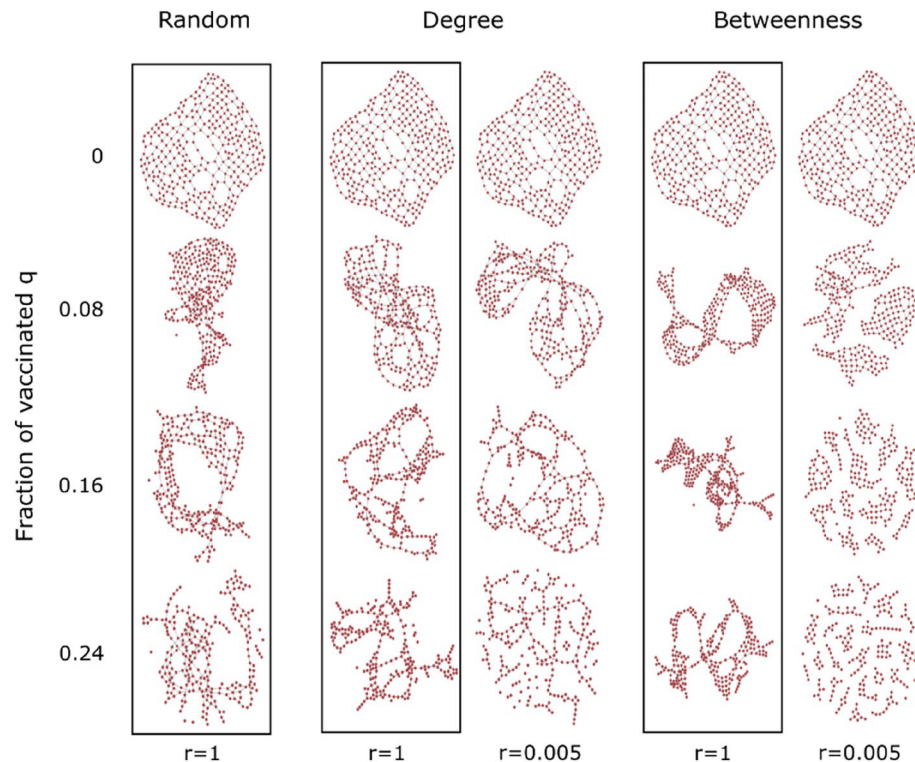 Random Degree Betweenness
0
0.08
0.16
0.24
Fraction of vaccinated q
r=1 r=1 r=0.005 r=1 r=0.005